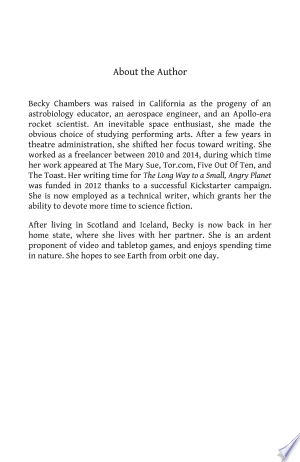 About the Author
Becky Chambers was raised in California as the progeny of an
astrobiology educator, an aerospace engineer, and an Apollo-era
rocket scientist. An inevitable space enthusiast, she made the
obvious choice of studying performing arts. After a few years in
theatre administration, she shifted her focus toward writing. She
worked as a freelancer between 2010 and 2014, during which time
her work appeared at The Mary Sue, Tor.com, Five Out Of Ten, and
The Toast. Her writing time for The Long Way to a Small, Angry Planet
was funded in 2012 thanks to a successful Kickstarter campaign.
She is now employed as a technical writer, which grants her the
ability to devote more time to science fiction.
After living in Scotland and Iceland, Becky is now back in her
home state, where she lives with her partner. She is an ardent
proponent of video and tabletop games, and enjoys spending time
in nature. She hopes to see Earth from orbit one day.